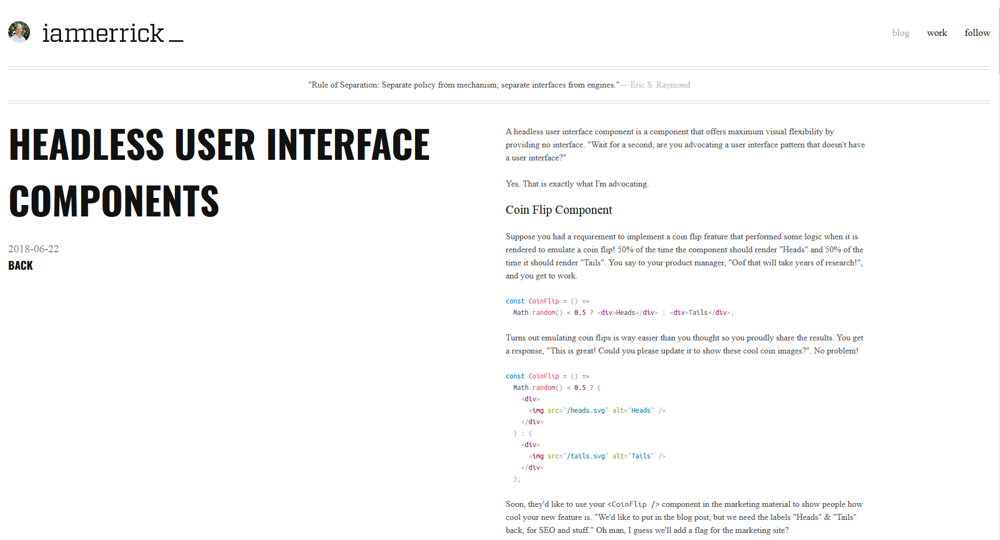 iammerrick _
blog work follow
"Rule of Separation: Separate policy from mechanism; separate interfaces from engines."— Eric S. Raymond
HEADLESS USER INTERFACE
COMPONENTS
2018-06-22
BACK
A headless user interface component is a component that offers maximum visual flexibility by
providing no interface. "Wait for a second, are you advocating a user interface pattern that doesn't have
a user interface?"
Yes. That is exactly what I'm advocating.
Coin Flip Component
Suppose you had a requirement to implement a coin flip feature that performed some logic when it is
rendered to emulate a coin flip! 50% of the time the component should render "Heads" and 50% of the
time it should render "Tails". You say to your product manager, "Oof that will take years of research!",
and you get to work.
const CoinFlip = () =>
  Math.random() < 0.5 ? <div>Heads</div> : <div>Tails</div>;
Turns out emulating coin flips is way easier than you thought so you proudly share the results. You get
a response, "This is great! Could you please update it to show these cool coin images?". No problem!
const CoinFlip = () =>
  Math.random() < 0.5 ? (
    <div>
      <img src="/heads.svg" alt="Heads" />
    </div>
  ) : (
    <div>
      <img src="/tails.svg" alt="Tails" />
    </div>
  );
Soon, they'd like to use your <CoinFlip /> component in the marketing material to show people how
cool your new feature is. "We'd like to put in the blog post, but we need the labels "Heads" & "Tails"
back, for SEO and stuff." Oh man, I guess we'll add a flag for the marketing site?